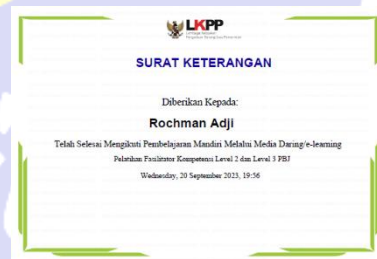 LKPP
SURAT KETERANGAN
Diberikan Kepada:
Rochman Adji
Telah Selesai Mengikuti Pembelajaran Mandiri Melalui Media Daring/e-learning
Pelatihan Fasilitator Kompetensi Level 2 dan Level 3 PBJ
Wednesday, 20 September 2023, 19:56